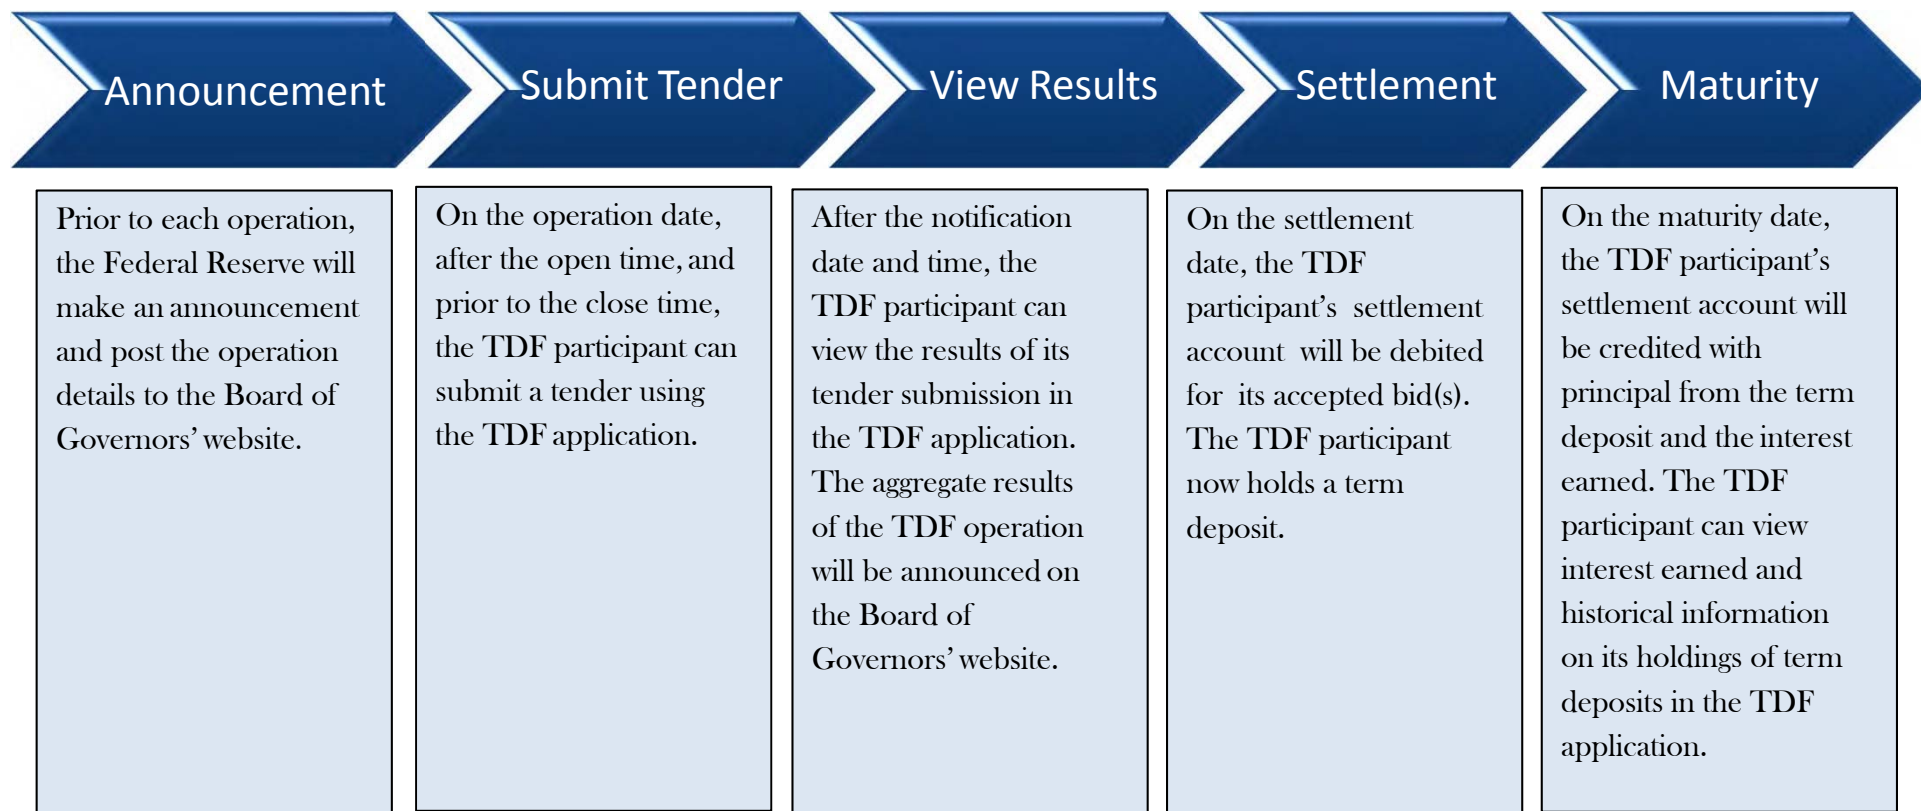 Announcement
Submit Tender
View Results
Settlement
Maturity
Prior to each operation,
the Federal Reserve will
make an announcement
and post the operation
details to the Board of
Governors’ website.
On the operation date,
after the open time, and
prior to the close time,
the TDF participant can
submit a tender using
the TDF application.
After the notification
date and time, the
TDF participant can
view the results of its
tender submission in
the TDF application.
The aggregate results
of the TDF operation
will be announced on
the Board of
Governors’ website.
On the settlement
date, the TDF
participant’s settlement
account will be debited
for its accepted bid(s).
The TDF participant
now holds a term
deposit.
On the maturity date,
the TDF participant’s
settlement account will
be credited with
principal from the term
deposit and the interest
earned. The TDF
participant can view
interest earned and
historical information
on its holdings of term
deposits in the TDF
application.